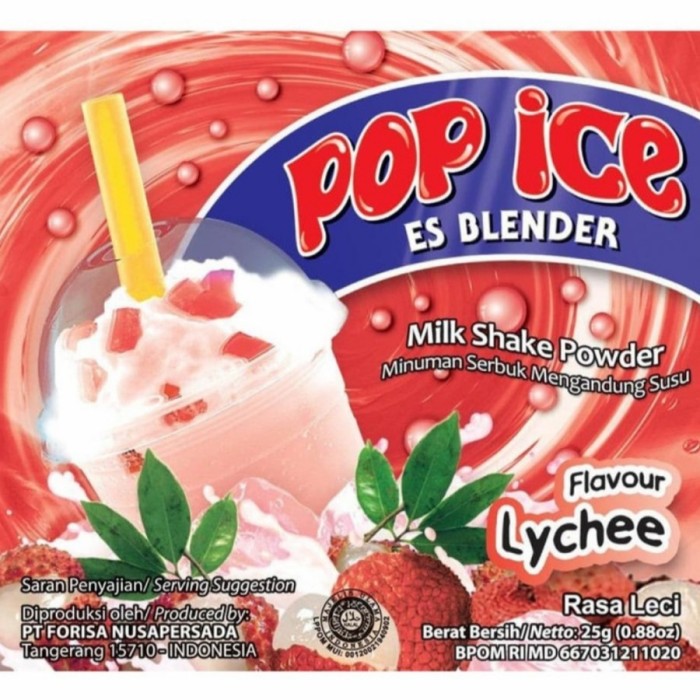 POP ICE
ES BLENDER
Milk Shake Powder
Minuman Serbuk Mengandung Susu
Flavour
Lychee
Saran Penyajian/ Serving Suggestion
Diproduksi oleh/ Produced by:
PT FORISA NUSAPERSADA
Tangerang 15710 - INDONESIA
Rasa Leci
Berat Bersih/ Netto: 25g (0.88oz)
BPOM RI MD 667031211020